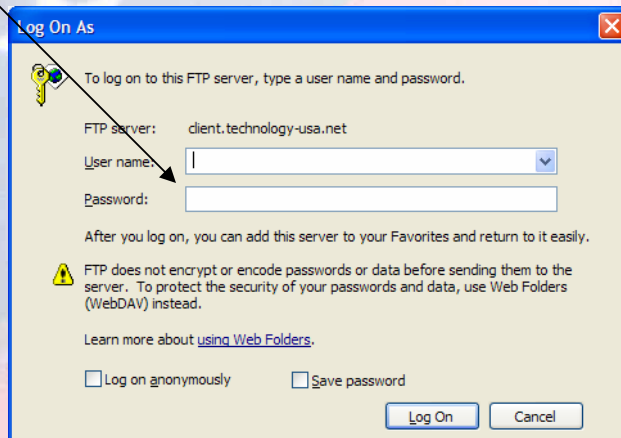 Log On As
To log on to this FTP server, type a user name and password.
FTP server: client.technology-usa.net
User name:
Password:
After you log on, you can add this server to your Favorites and return to it easily.
FTP does not encrypt or encode passwords or data before sending them to the
server. To protect the security of your passwords and data, use Web Folders
(WebDAV) instead.
Learn more about using Web Folders.
Log on anonymously Save password
Log On Cancel